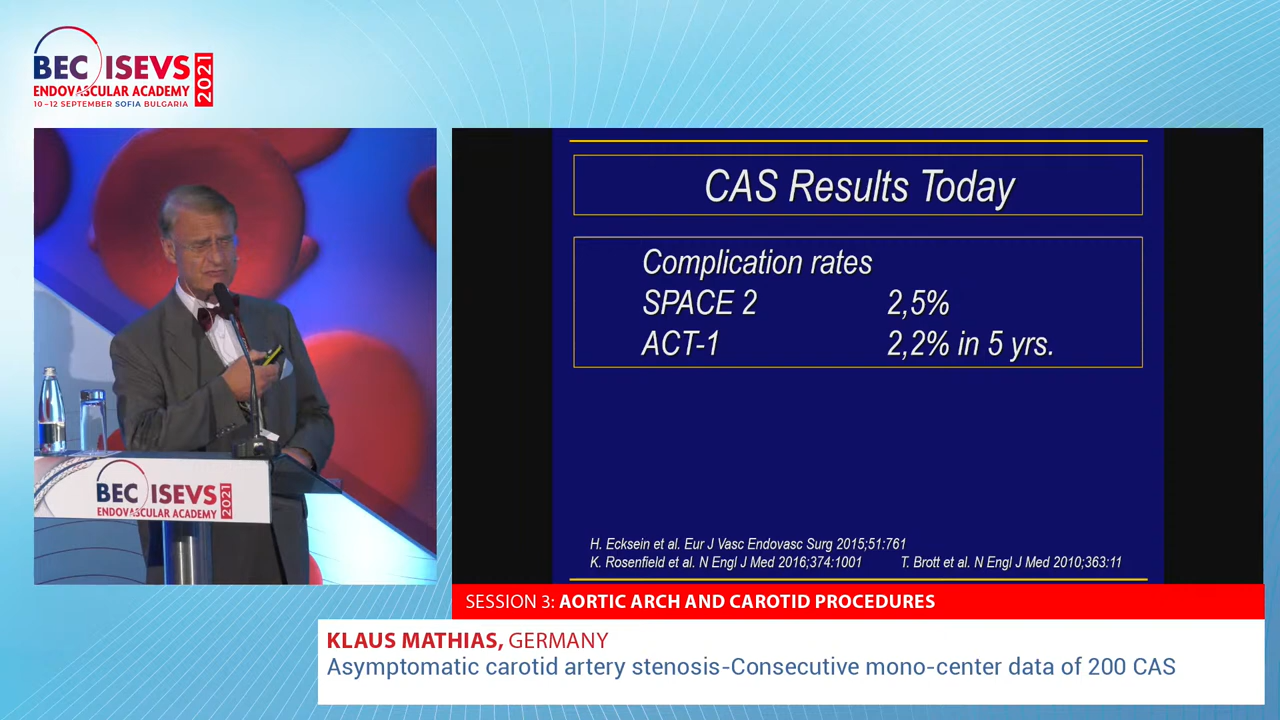 BEC ISEVS
ENDOVASCULAR ACADEMY
2021
10–12 SEPTEMBER SOFIA BULGARIA
CAS Results Today
Complication rates
SPACE 2 2,5%
ACT-1 2,2% in 5 yrs.
H. Ecksein et al. Eur J Vasc Endovasc Surg 2015;51:761
K. Rosenfield et al. N Engl J Med 2016;374:1001 T. Brott et al. N Engl J Med 2010;363:11
BEC ISEVS
ENDOVASCULAR ACADEMY
2021
SESSION 3: AORTIC ARCH AND CAROTID PROCEDURES
KLAUS MATHIAS, GERMANY
Asymptomatic carotid artery stenosis-Consecutive mono-center data of 200 CAS